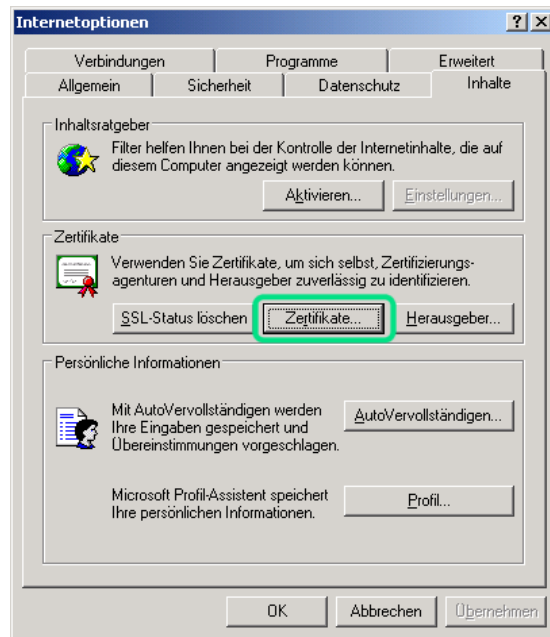 Internetoptionen
Verbindungen Programme Erweitert
Allgemein Sicherheit Datenschutz Inhalte
Inhaltsratgeber
Filter helfen Ihnen bei der Kontrolle der Internetinhalte, die auf
diesem Computer angezeigt werden können.
Aktivieren... Einstellungen...
Zertifikate
Verwenden Sie Zertifikate, um sich selbst, Zertifizierungs-
agenturen und Herausgeber zuverlässig zu identifizieren.
SSL-Status löschen Zertifikate... Herausgeber...
Persönliche Informationen
Mit AutoVervollständigen werden
Ihre Eingaben gespeichert und
Übereinstimmungen vorgeschlagen.
AutoVervollständigen...
Microsoft Profil-Assistent speichert
Ihre persönlichen Informationen.
Profil...
OK Abbrechen Übernehmen